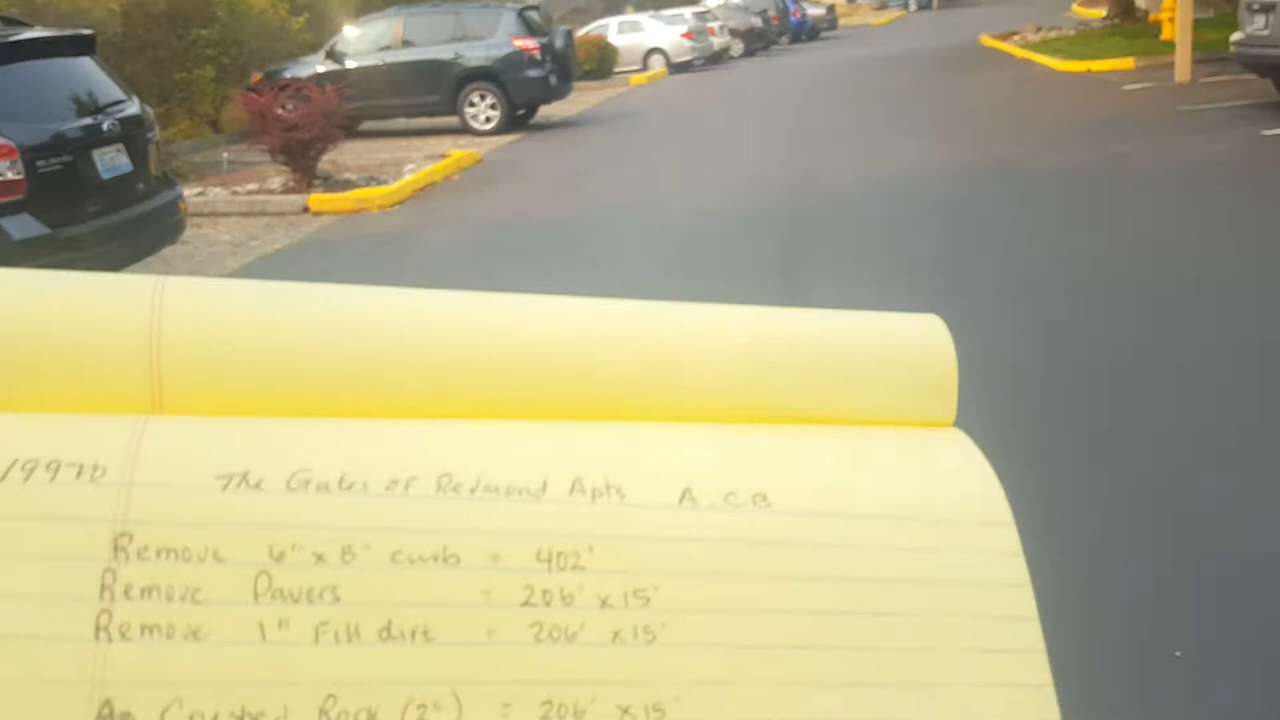 19970 The Gates of Redmond Apts A.C.B
Remove 6" x 8" curb = 402'
Remove Pavers = 206' x 15'
Remove 1" Fill dirt = 206' x 15'
Crushed Rock (2") = 206' x 15'